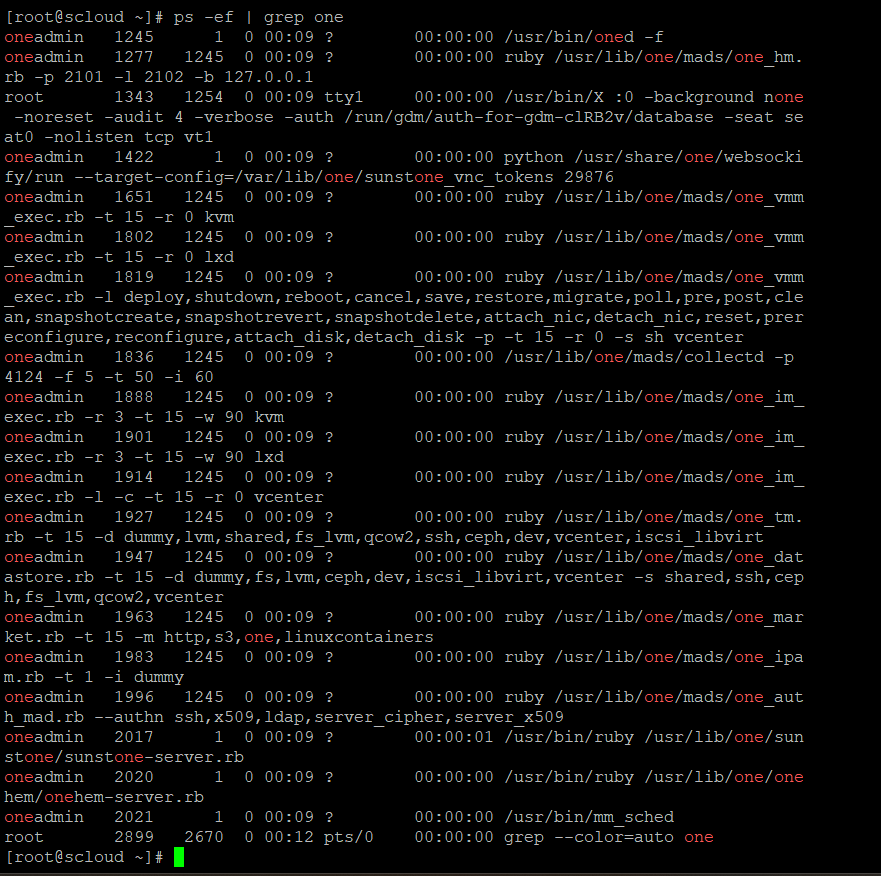 [root@scloud ~]# ps -ef | grep one
oneadmin   1245      1  0 00:09 ?        00:00:00 /usr/bin/oned -f
oneadmin   1277   1245  0 00:09 ?        00:00:00 ruby /usr/lib/one/mads/one_hm.
rb -p 2101 -l 2102 -b 127.0.0.1
root       1343   1254  0 00:09 tty1     00:00:00 /usr/bin/X :0 -background none
 -noreset -audit 4 -verbose -auth /run/gdm/auth-for-gdm-clRB2v/database -seat se
at0 -nolisten tcp vt1
oneadmin   1422      1  0 00:09 ?        00:00:00 python /usr/share/one/websocki
fy/run --target-config=/var/lib/one/sunstone_vnc_tokens 29876
oneadmin   1651   1245  0 00:09 ?        00:00:00 ruby /usr/lib/one/mads/one_vmm
_exec.rb -t 15 -r 0 kvm
oneadmin   1802   1245  0 00:09 ?        00:00:00 ruby /usr/lib/one/mads/one_vmm
_exec.rb -t 15 -r 0 lxd
oneadmin   1819   1245  0 00:09 ?        00:00:00 ruby /usr/lib/one/mads/one_vmm
_exec.rb -l deploy,shutdown,reboot,cancel,save,restore,migrate,poll,pre,post,cle
an,snapshotcreate,snapshotrevert,snapshotdelete,attach_nic,detach_nic,reset,prer
econfigure,reconfigure,attach_disk,detach_disk -p -t 15 -r 0 -s sh vcenter
oneadmin   1836   1245  0 00:09 ?        00:00:00 /usr/lib/one/mads/collectd -p 
4124 -f 5 -t 50 -i 60
oneadmin   1888   1245  0 00:09 ?        00:00:00 ruby /usr/lib/one/mads/one_im_
exec.rb -r 3 -t 15 -w 90 kvm
oneadmin   1901   1245  0 00:09 ?        00:00:00 ruby /usr/lib/one/mads/one_im_
exec.rb -r 3 -t 15 -w 90 lxd
oneadmin   1914   1245  0 00:09 ?        00:00:00 ruby /usr/lib/one/mads/one_im_
exec.rb -l -c -t 15 -r 0 vcenter
oneadmin   1927   1245  0 00:09 ?        00:00:00 ruby /usr/lib/one/mads/one_tm.
rb -t 15 -d dummy,lvm,shared,fs_lvm,qcow2,ssh,ceph,dev,vcenter,iscsi_libvirt
oneadmin   1947   1245  0 00:09 ?        00:00:00 ruby /usr/lib/one/mads/one_dat
astore.rb -t 15 -d dummy,fs,lvm,ceph,dev,iscsi_libvirt,vcenter -s shared,ssh,cep
h,fs_lvm,qcow2,vcenter
oneadmin   1963   1245  0 00:09 ?        00:00:00 ruby /usr/lib/one/mads/one_mar
ket.rb -t 15 -m http,s3,one,linuxcontainers
oneadmin   1983   1245  0 00:09 ?        00:00:00 ruby /usr/lib/one/mads/one_ipa
m.rb -t 1 -i dummy
oneadmin   1996   1245  0 00:09 ?        00:00:00 ruby /usr/lib/one/mads/one_aut
h_mad.rb --authn ssh,x509,ldap,server_cipher,server_x509
oneadmin   2017      1  0 00:09 ?        00:00:01 /usr/bin/ruby /usr/lib/one/sun
stone/sunstone-server.rb
oneadmin   2020      1  0 00:09 ?        00:00:00 /usr/bin/ruby /usr/lib/one/one
hem/onehem-server.rb
oneadmin   2021      1  0 00:09 ?        00:00:00 /usr/bin/mm_sched
root       2899   2670  0 00:12 pts/0    00:00:00 grep --color=auto one
[root@scloud ~]#